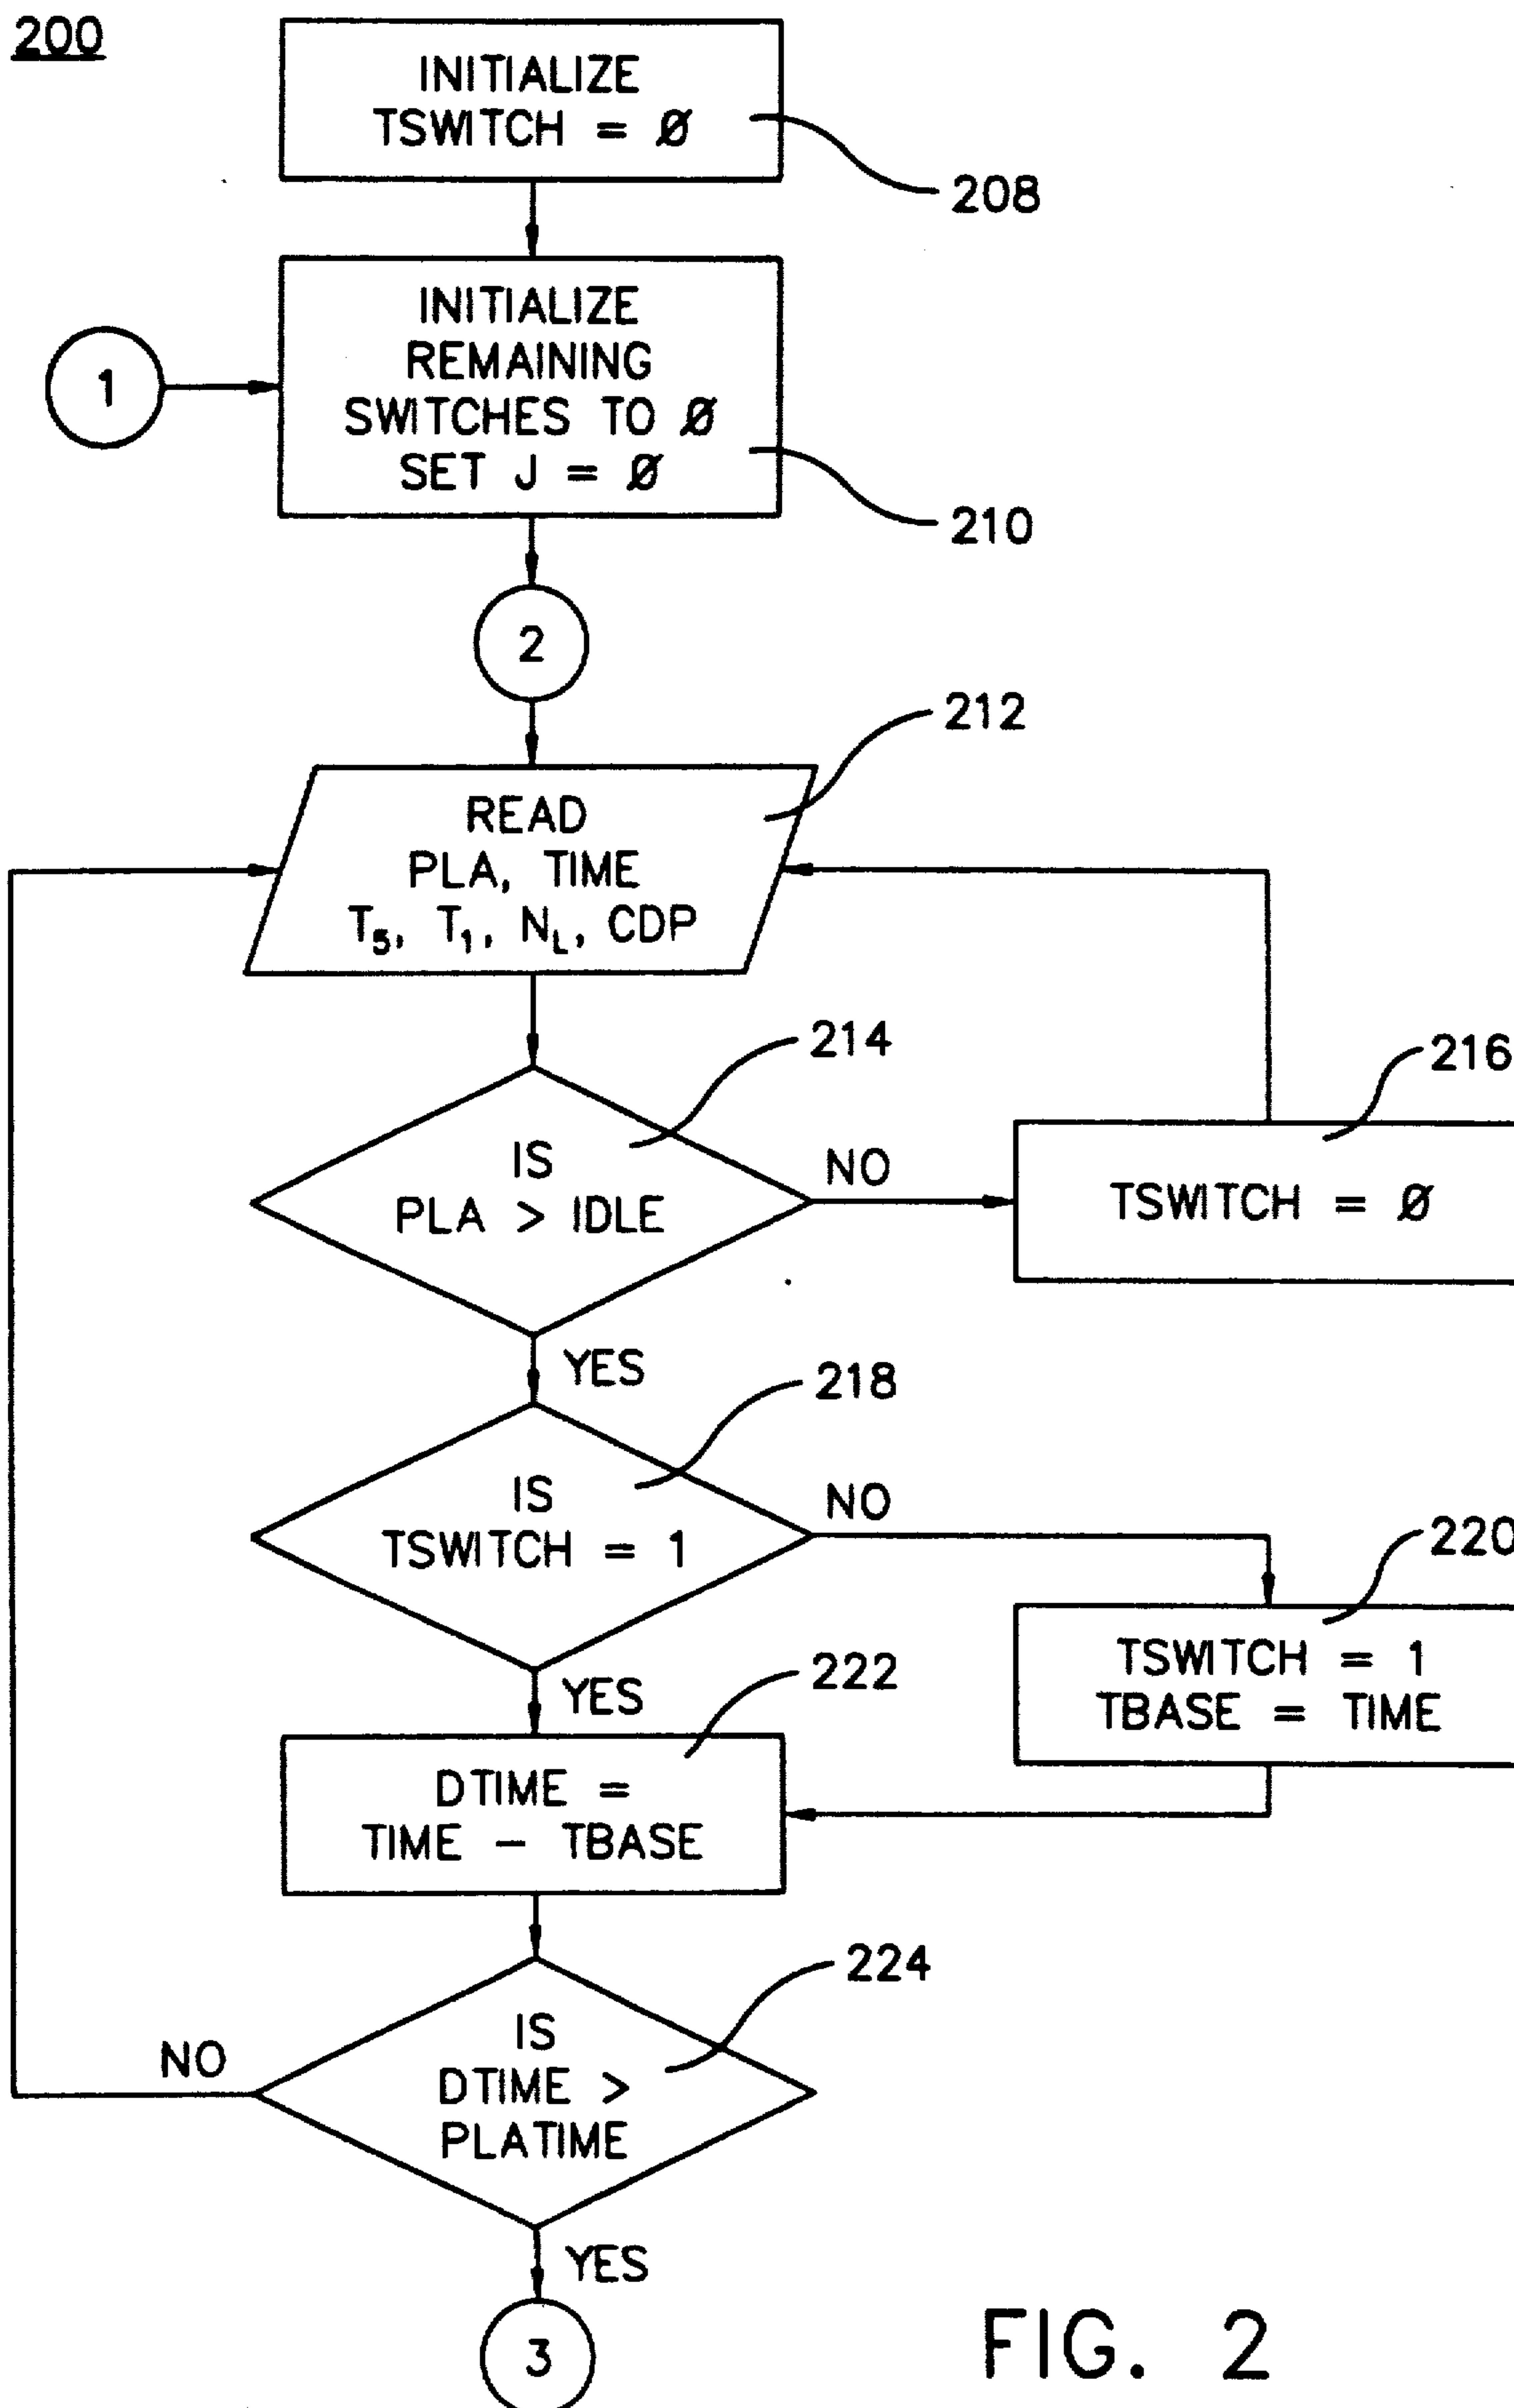 200
INITIALIZE
TSWITCH = Ø
208
INITIALIZE
REMAINING
SWITCHES TO Ø
SET J = Ø
1
210
2
212
READ
PLA, TIME
T₅, T₁, N_L, CDP
214
216
IS
PLA > IDLE
NO
TSWITCH = Ø
YES
218
IS
TSWITCH = 1
NO
220
TSWITCH = 1
TBASE = TIME
YES
222
DTIME =
TIME – TBASE
224
IS
DTIME >
PLATIME
NO
YES
3
FIG. 2